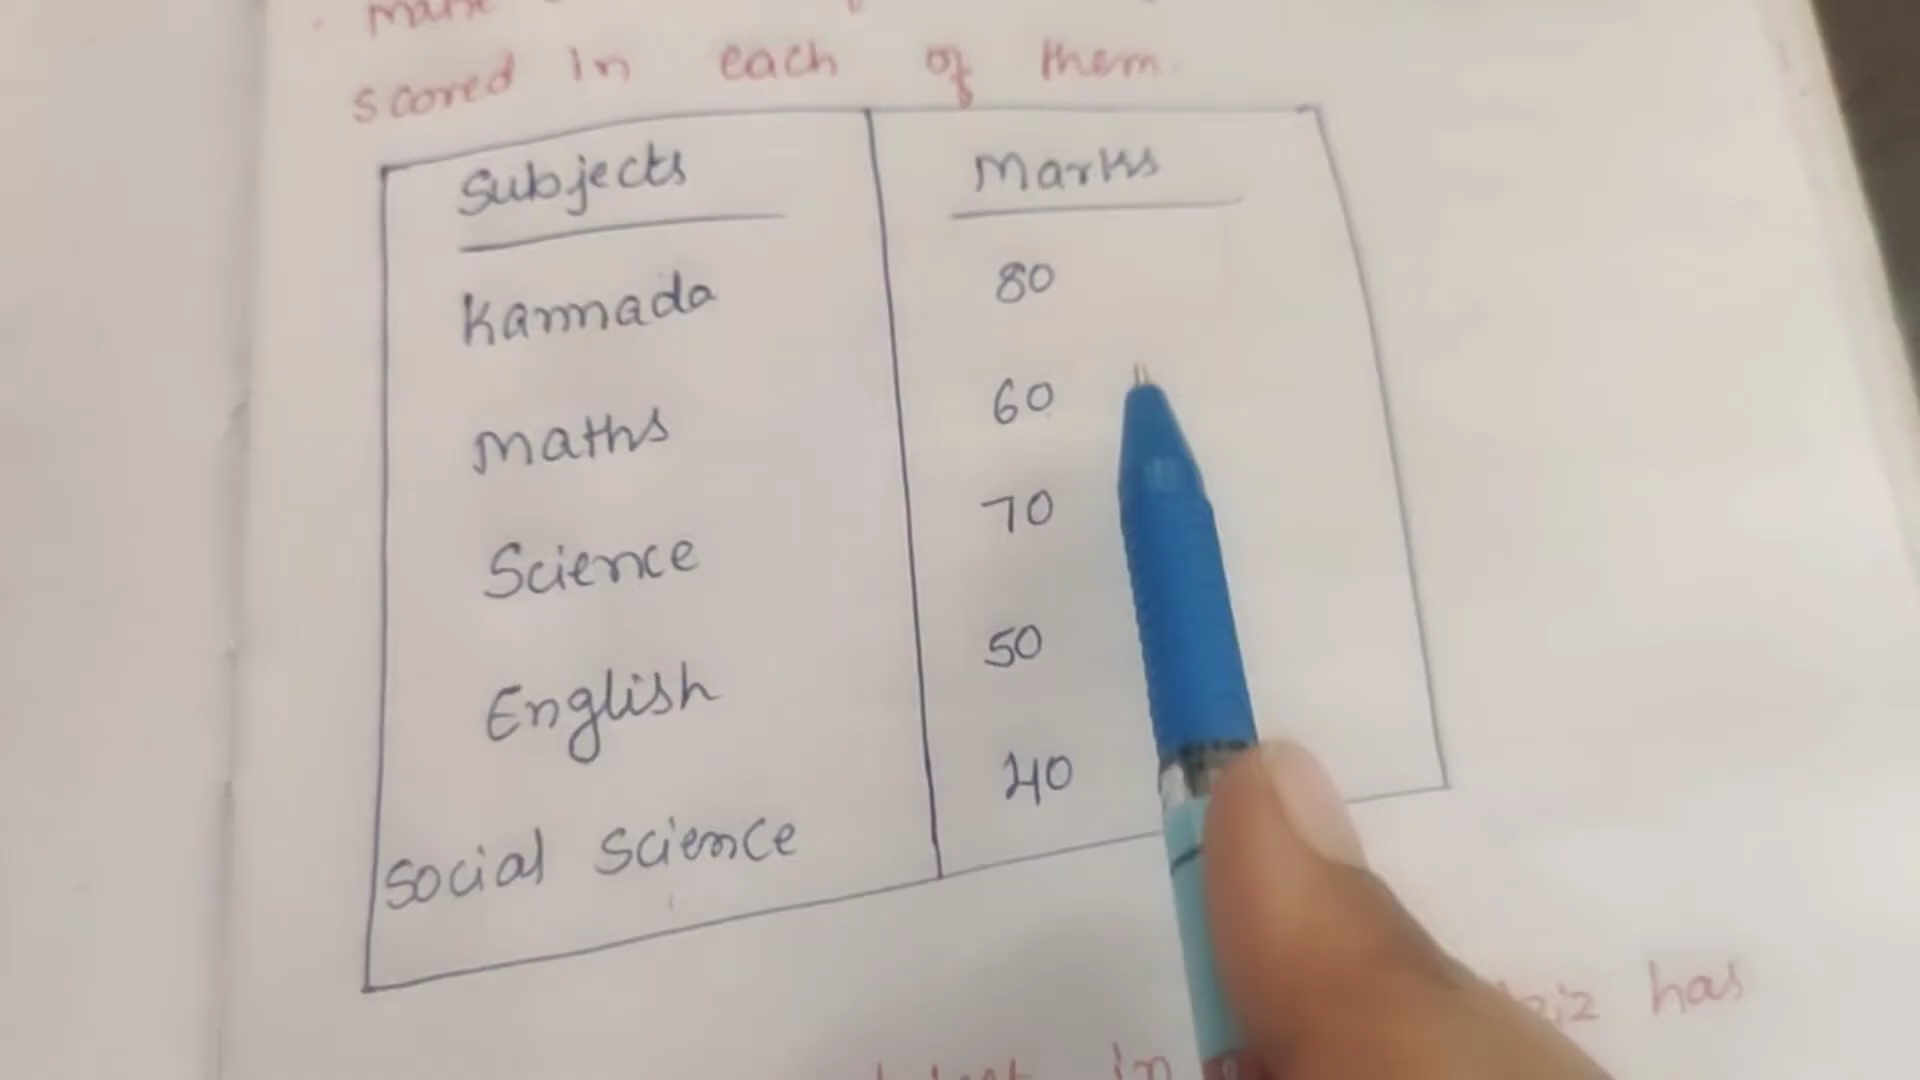 scored in each of them.
Subjects Marks
Kannada 80
Maths 60
Science 70
English 50
Social Science 40
has
in